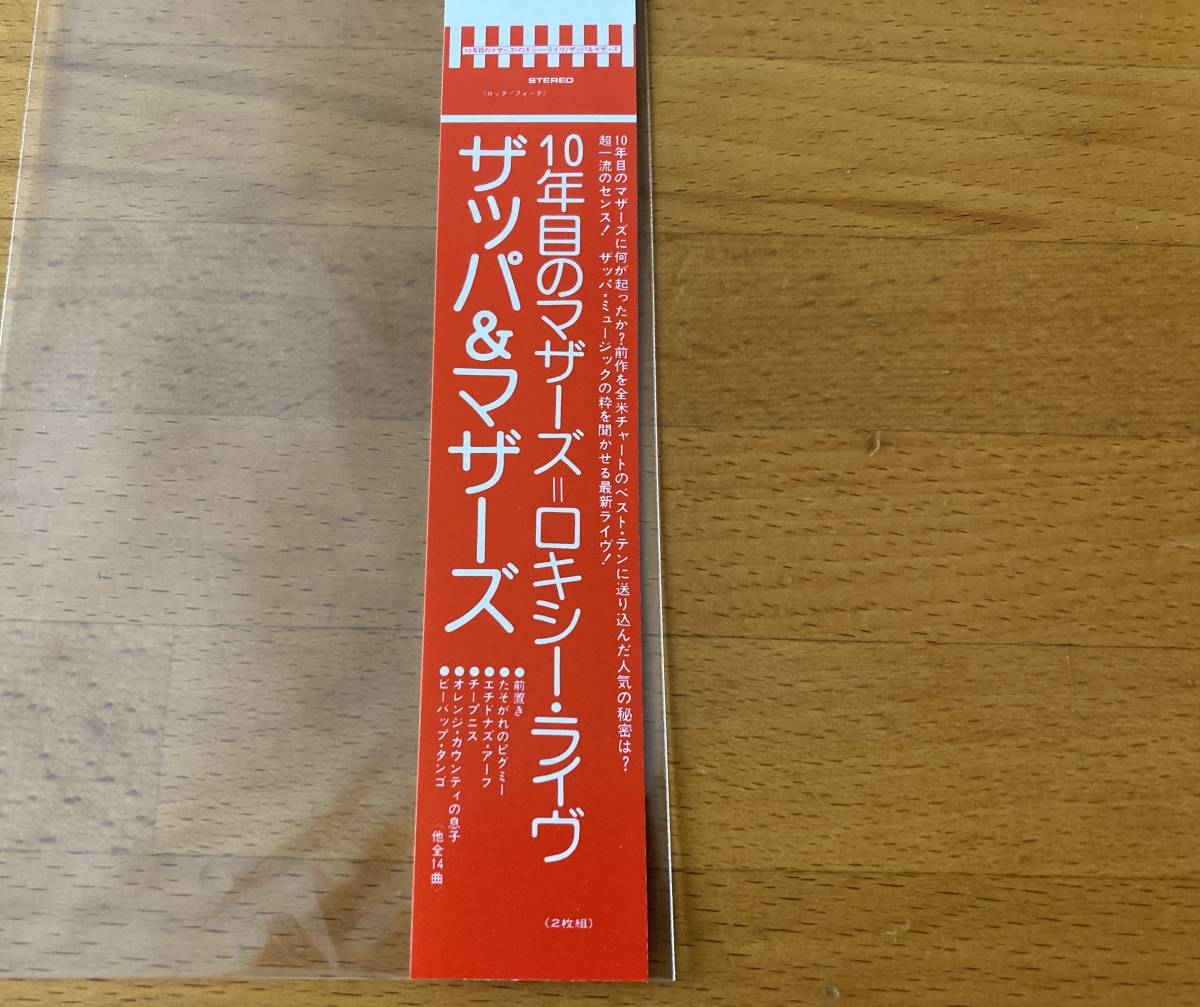 10年目のマザーズ=ロキシー・ライヴ/ザッパ&マザーズ
STEREO
(ロック/フォーク)
10年目のマザーズに何が起ったか?前作を全米チャートのベスト・テンに送り込んだ人気の秘密は?
超一流のセンス! ザッパ・ミュージックの粋を聞かせる最新ライヴ!
10年目のマザーズ=ロキシー・ライヴ
ザッパ&マザーズ
●前置き
●たそがれのピグミー
●エチドナズ・アーフ
●チープニス
●オレンジ・カウンティの息子
●ビーバップ・タンゴ
〈他全14曲〉
(2枚組)